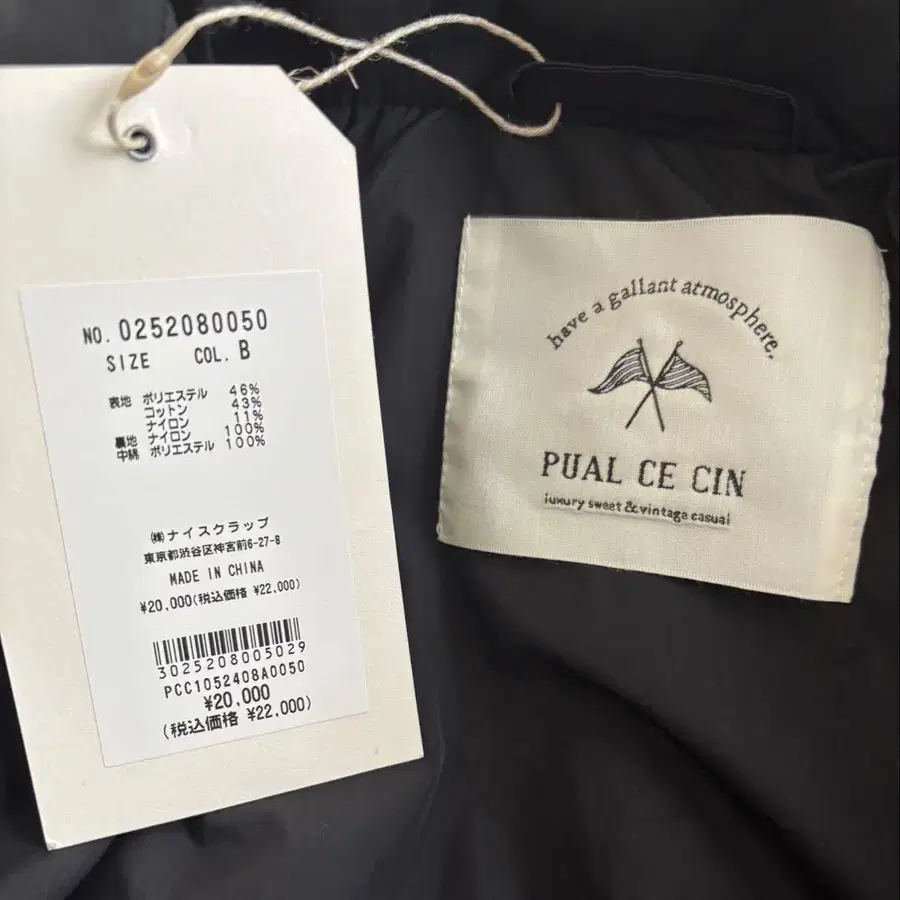 NO. 0252080050
SIZE COL. B
表地 ポリエステル 46%
コットン 43%
ナイロン 11%
裏地 ナイロン 100%
中綿 ポリエステル 100%
㈱ナイスクラップ
東京都渋谷区神宮前6-27-8
MADE IN CHINA
¥20,000(税込価格 ¥22,000)
3025208005029
PCC1052408A0050
¥20,000
(税込価格 ¥22,000)
have a gallant atmosphere.
PUAL CE CIN
luxury sweet & vintage casual